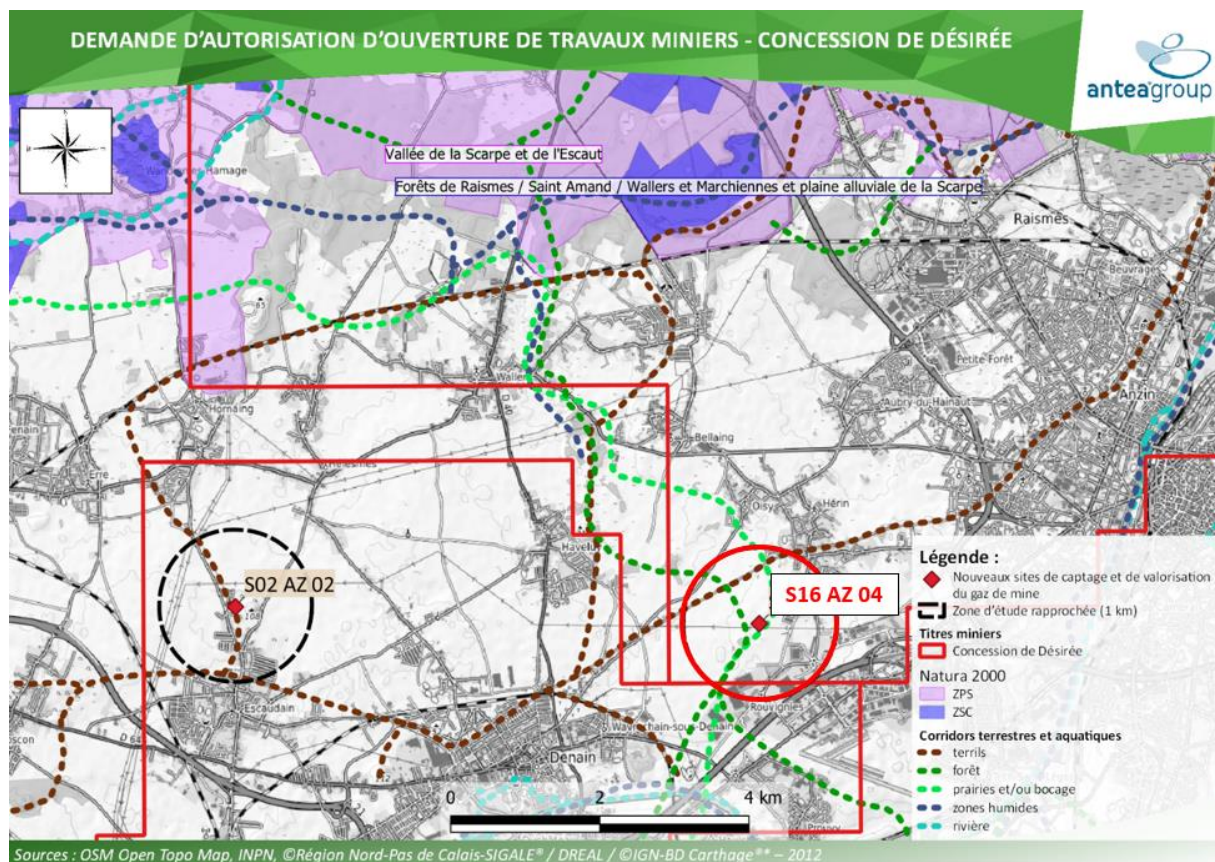 DEMANDE D'AUTORISATION D'OUVERTURE DE TRAVAUX MINIERS - CONCESSION DE DÉSIRÉE
anteagroup
Vallée de la Scarpe et de l'Escaut
Forêts de Raismes / Saint Amand / Wallers et Marchiennes et plaine alluviale de la Scarpe
Raismes
Beuvrage
Petite Forêt
Anzin
Aubry-du-Hainaut
Hornaing
Bellaing
Erre
Hélesmes
Oisy
Hérin
Haveluy
S02 AZ 02
S16 AZ 04
Escaudain
Rouvignies
Wavrechain-sous-Denain
Denain
D 64
Légende :
Nouveaux sites de captage et de valorisation
du gaz de mine
Zone d'étude rapprochée (1 km)
Titres miniers
Concession de Désirée
Natura 2000
ZPS
ZSC
Corridors terrestres et aquatiques
terrils
forêt
prairies et/ou bocage
zones humides
rivière
0 2 4 km
Sources : OSM Open Topo Map, INPN, ©Région Nord-Pas de Calais-SIGALE® / DREAL / ©IGN-BD Carthage®* – 2012